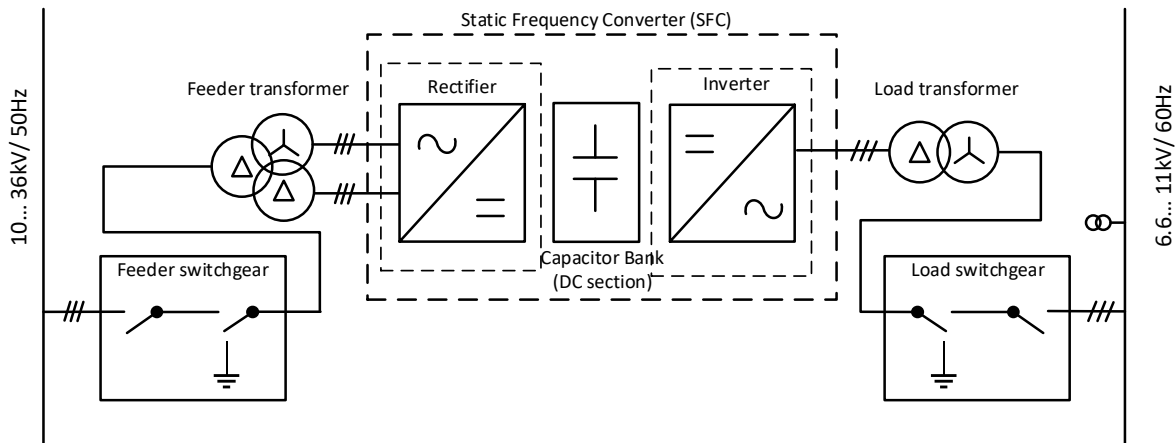 Static Frequency Converter (SFC)
Feeder transformer
Rectifier
Inverter
Load transformer
10... 36kV/ 50Hz
6.6... 11kV/ 60Hz
Capacitor Bank
(DC section)
Feeder switchgear
Load switchgear